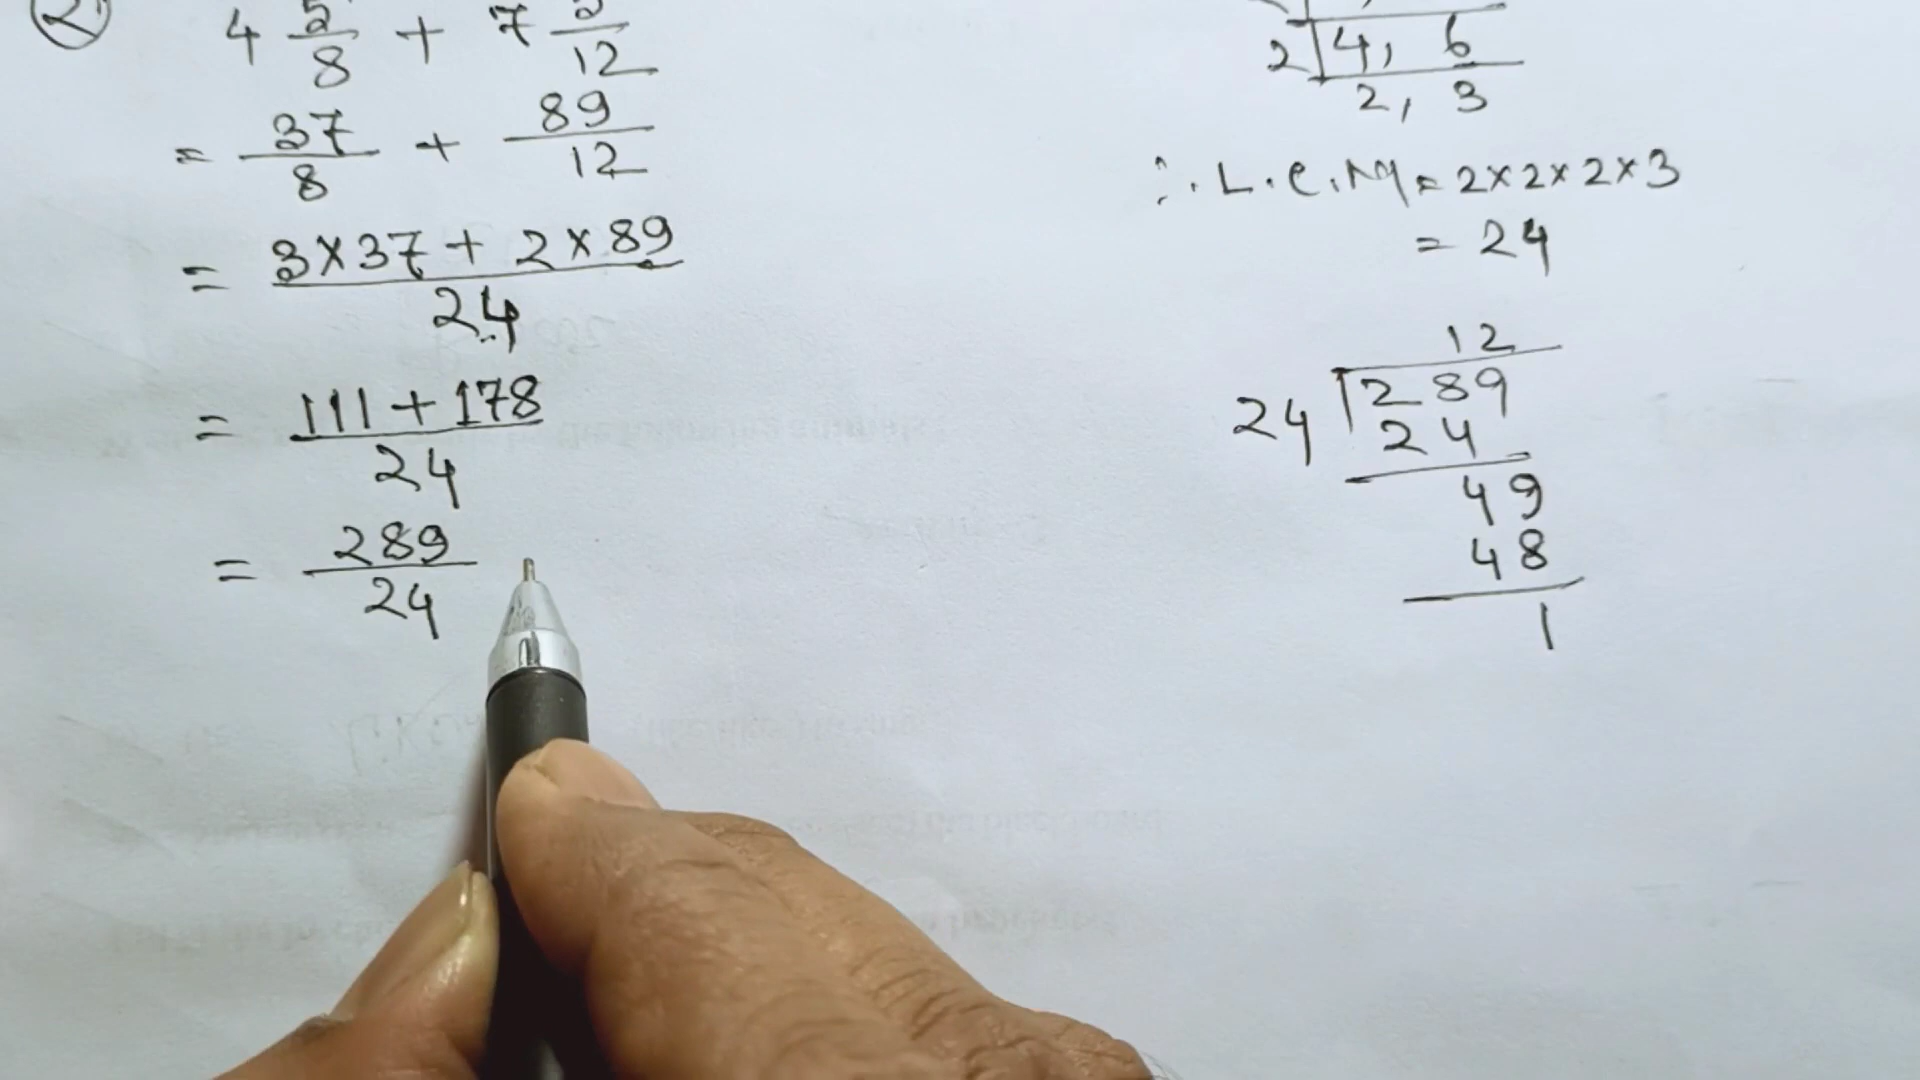 2.
4 5/8 + 7 5/12
= 37/8 + 89/12
= 3×37 + 2×89 / 24
= 111 + 178 / 24
= 289 / 24
2 | 4, 6
2, 3
∴ L.C.M = 2×2×2×3
= 24
12
24 | 289
24
49
48
1